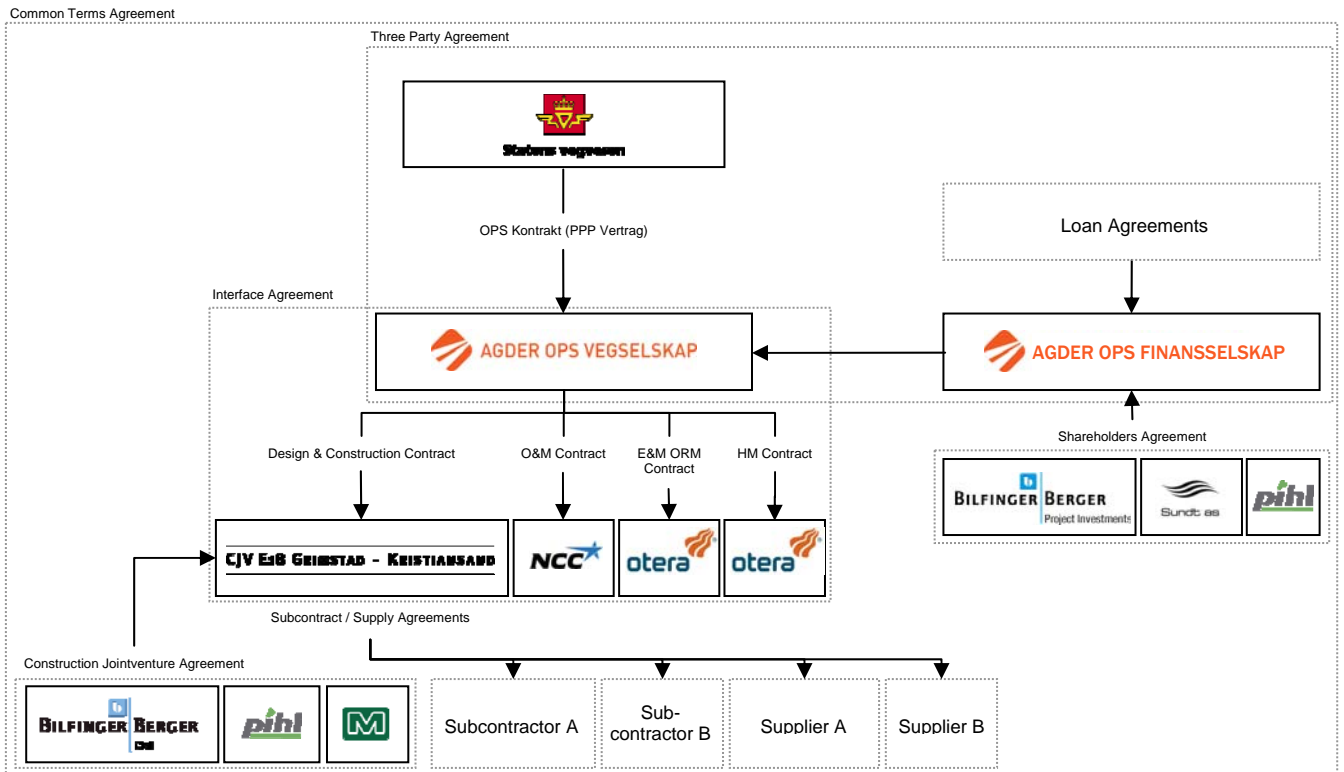 Common Terms Agreement
Three Party Agreement
Statens vegvesen
OPS Kontrakt (PPP Vertrag)
Loan Agreements
Interface Agreement
AGDER OPS VEGSELSKAP
AGDER OPS FINANSSELSKAP
Shareholders Agreement
Design & Construction Contract
O&M Contract
E&M ORM
Contract
HM Contract
BILFINGER BERGER
Project Investments
Sundt as
pihl
CJV E18 GRIMSTAD - KRISTIANSAND
NCC
otera
otera
Subcontract / Supply Agreements
Construction Jointventure Agreement
BILFINGER BERGER
pihl
M
Subcontractor A
Sub-
contractor B
Supplier A
Supplier B